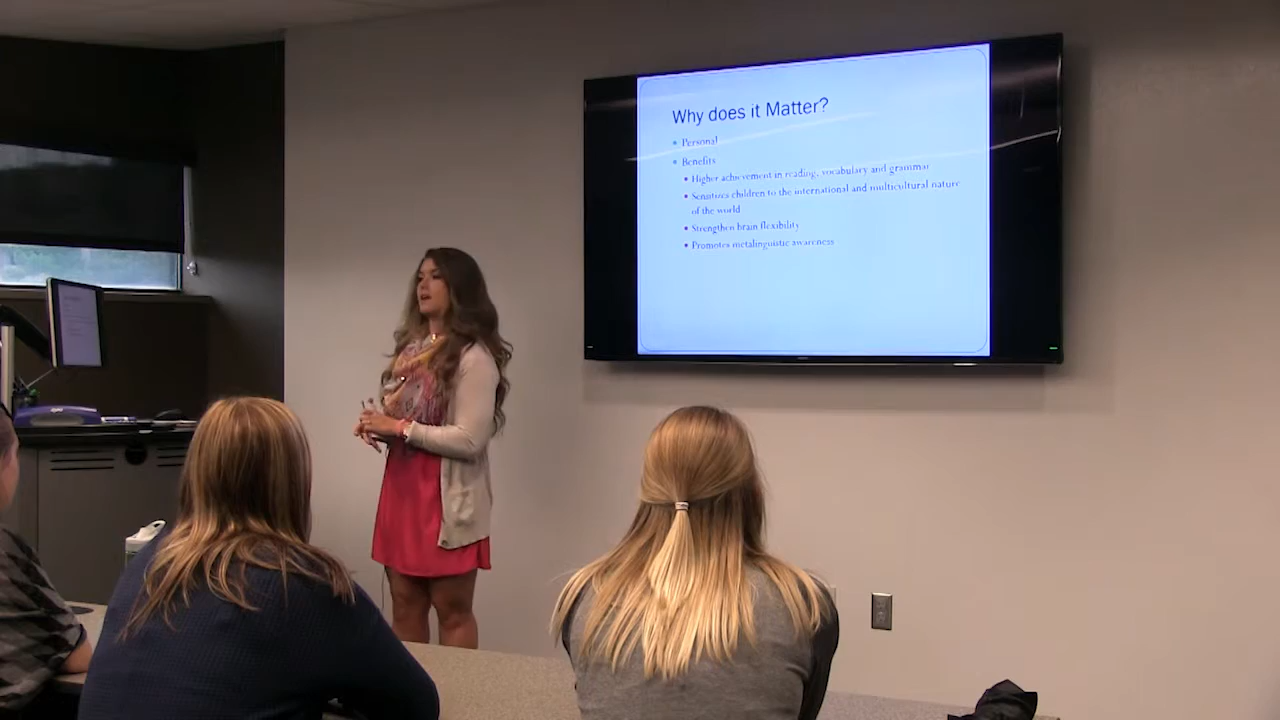 Why does it Matter?
Personal
Benefits
Higher achievement in reading, vocabulary and grammar
Sensitizes children to the international and multicultural nature
of the world
Strengthen brain flexibility
Promotes metalinguistic awareness